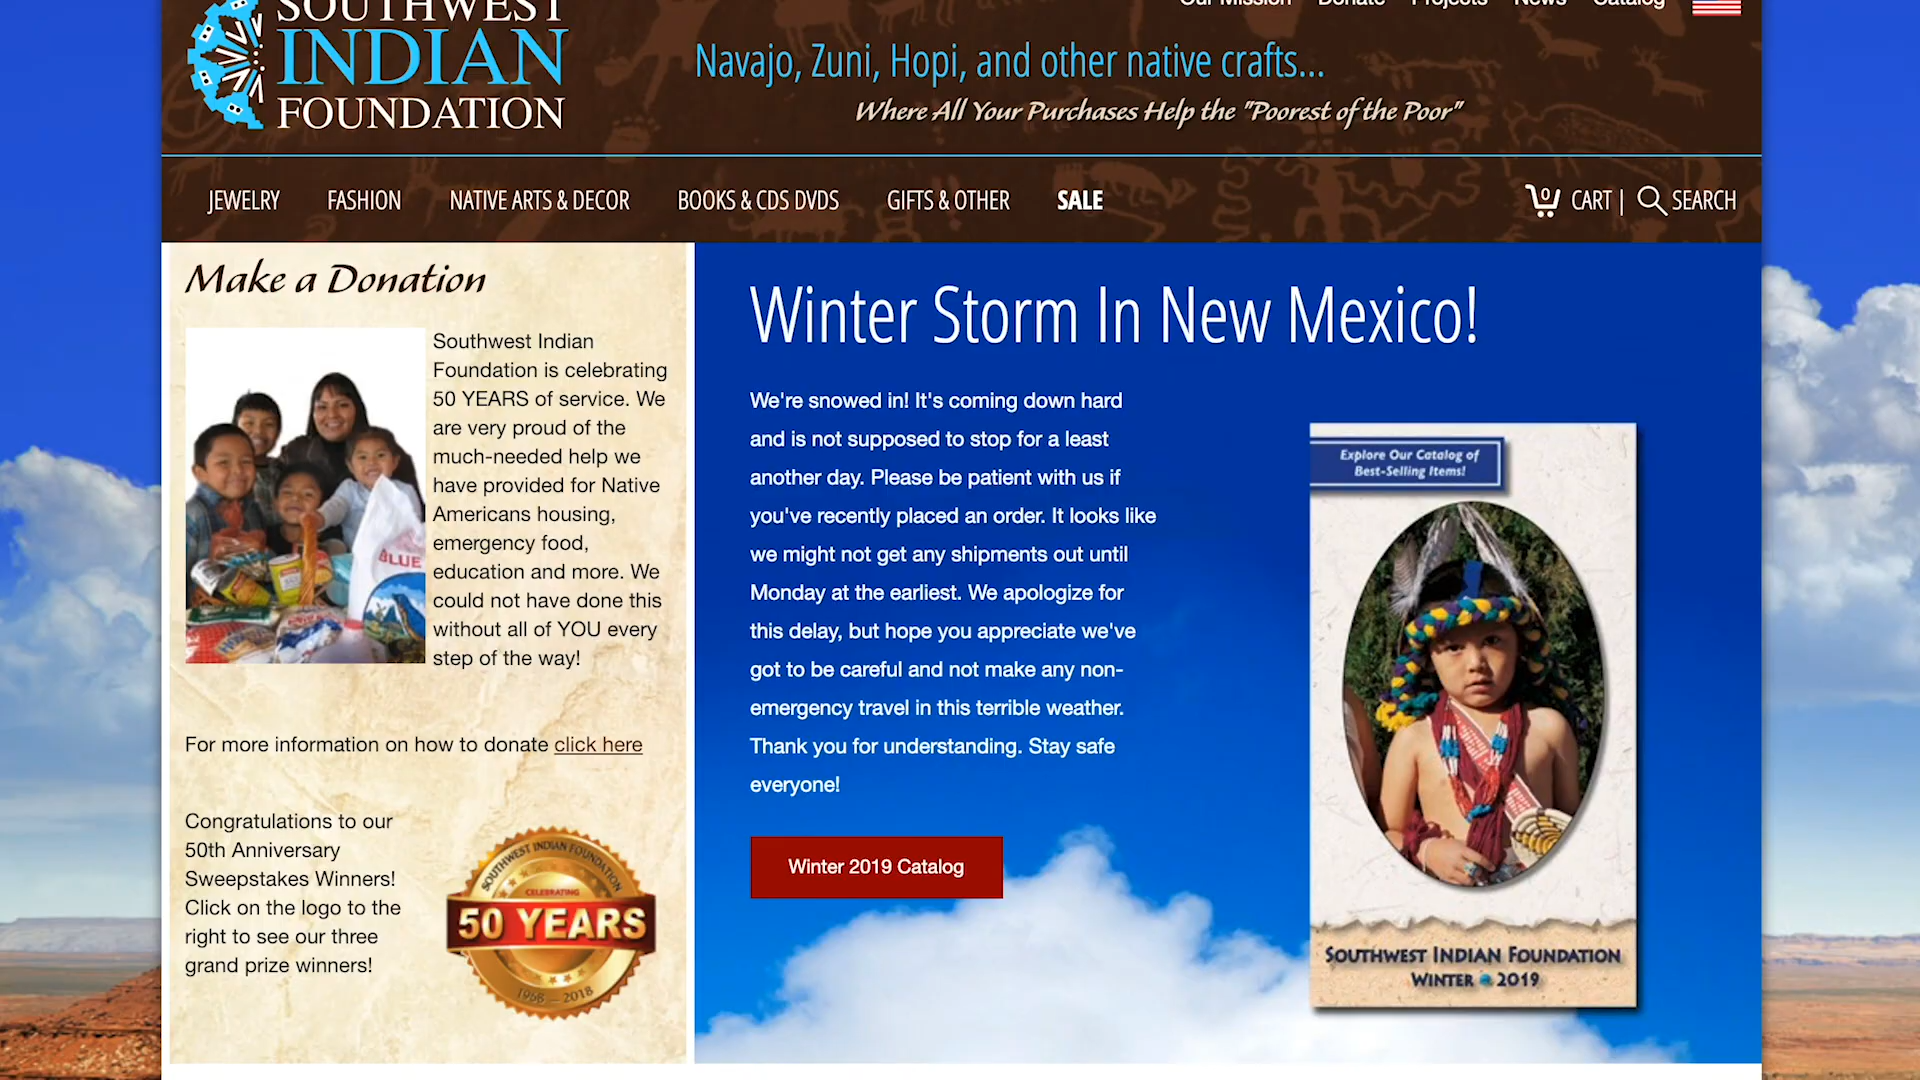 SOUTHWEST
INDIAN
FOUNDATION
Our Mission Donate Projects News Catalog
Navajo, Zuni, Hopi, and other native crafts...
Where All Your Purchases Help the "Poorest of the Poor"
JEWELRY FASHION NATIVE ARTS & DECOR BOOKS & CDS DVDS GIFTS & OTHER SALE 0 CART | SEARCH
Make a Donation
Southwest Indian
Foundation is celebrating
50 YEARS of service. We
are very proud of the
much-needed help we
have provided for Native
Americans housing,
emergency food,
education and more. We
could not have done this
without all of YOU every
step of the way!
BLUE
For more information on how to donate click here
Congratulations to our
50th Anniversary
Sweepstakes Winners!
Click on the logo to the
right to see our three
grand prize winners!
SOUTHWEST INDIAN FOUNDATION
CELEBRATING
50 YEARS
1968 – 2018
Winter Storm In New Mexico!
We're snowed in! It's coming down hard
and is not supposed to stop for a least
another day. Please be patient with us if
you've recently placed an order. It looks like
we might not get any shipments out until
Monday at the earliest. We apologize for
this delay, but hope you appreciate we've
got to be careful and not make any non-
emergency travel in this terrible weather.
Thank you for understanding. Stay safe
everyone!
Winter 2019 Catalog
Explore Our Catalog of
Best-Selling Items!
SOUTHWEST INDIAN FOUNDATION
WINTER 2019